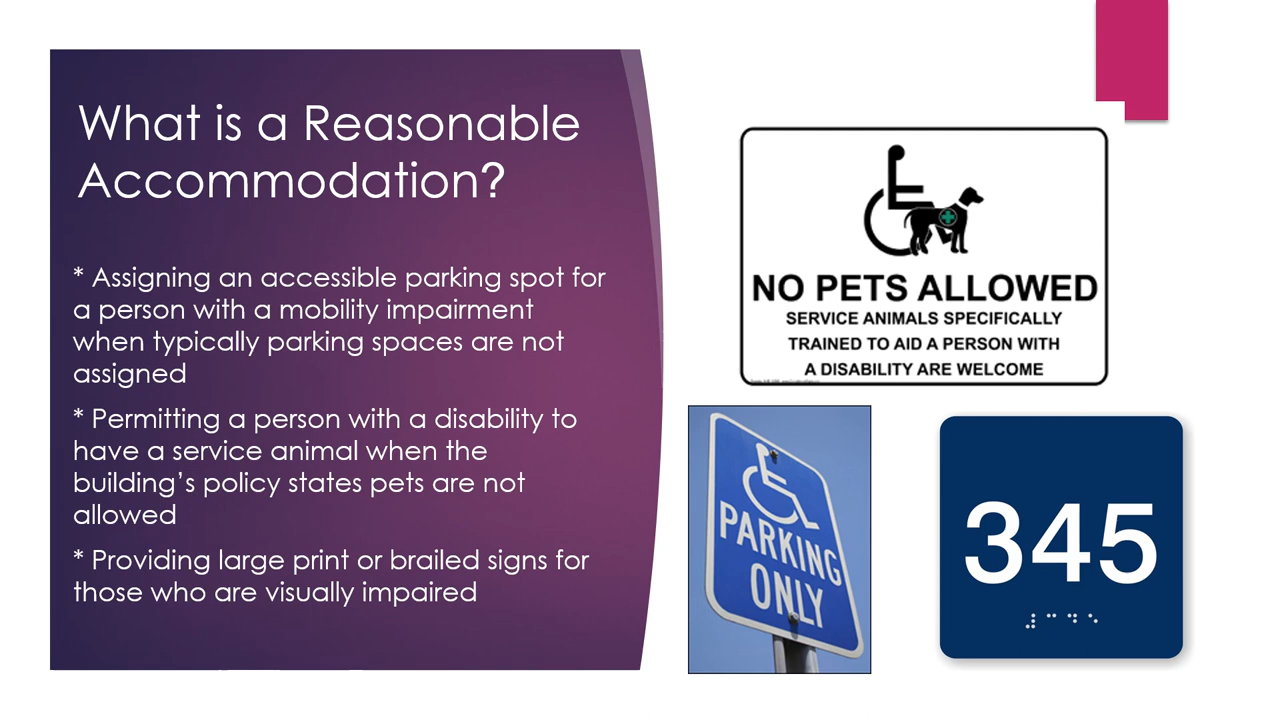 What is a Reasonable
Accommodation?
* Assigning an accessible parking spot for
a person with a mobility impairment
when typically parking spaces are not
assigned
* Permitting a person with a disability to
have a service animal when the
building’s policy states pets are not
allowed
* Providing large print or brailed signs for
those who are visually impaired
NO PETS ALLOWED
SERVICE ANIMALS SPECIFICALLY
TRAINED TO AID A PERSON WITH
A DISABILITY ARE WELCOME
PARKING
ONLY
345
⠼⠉⠙⠑